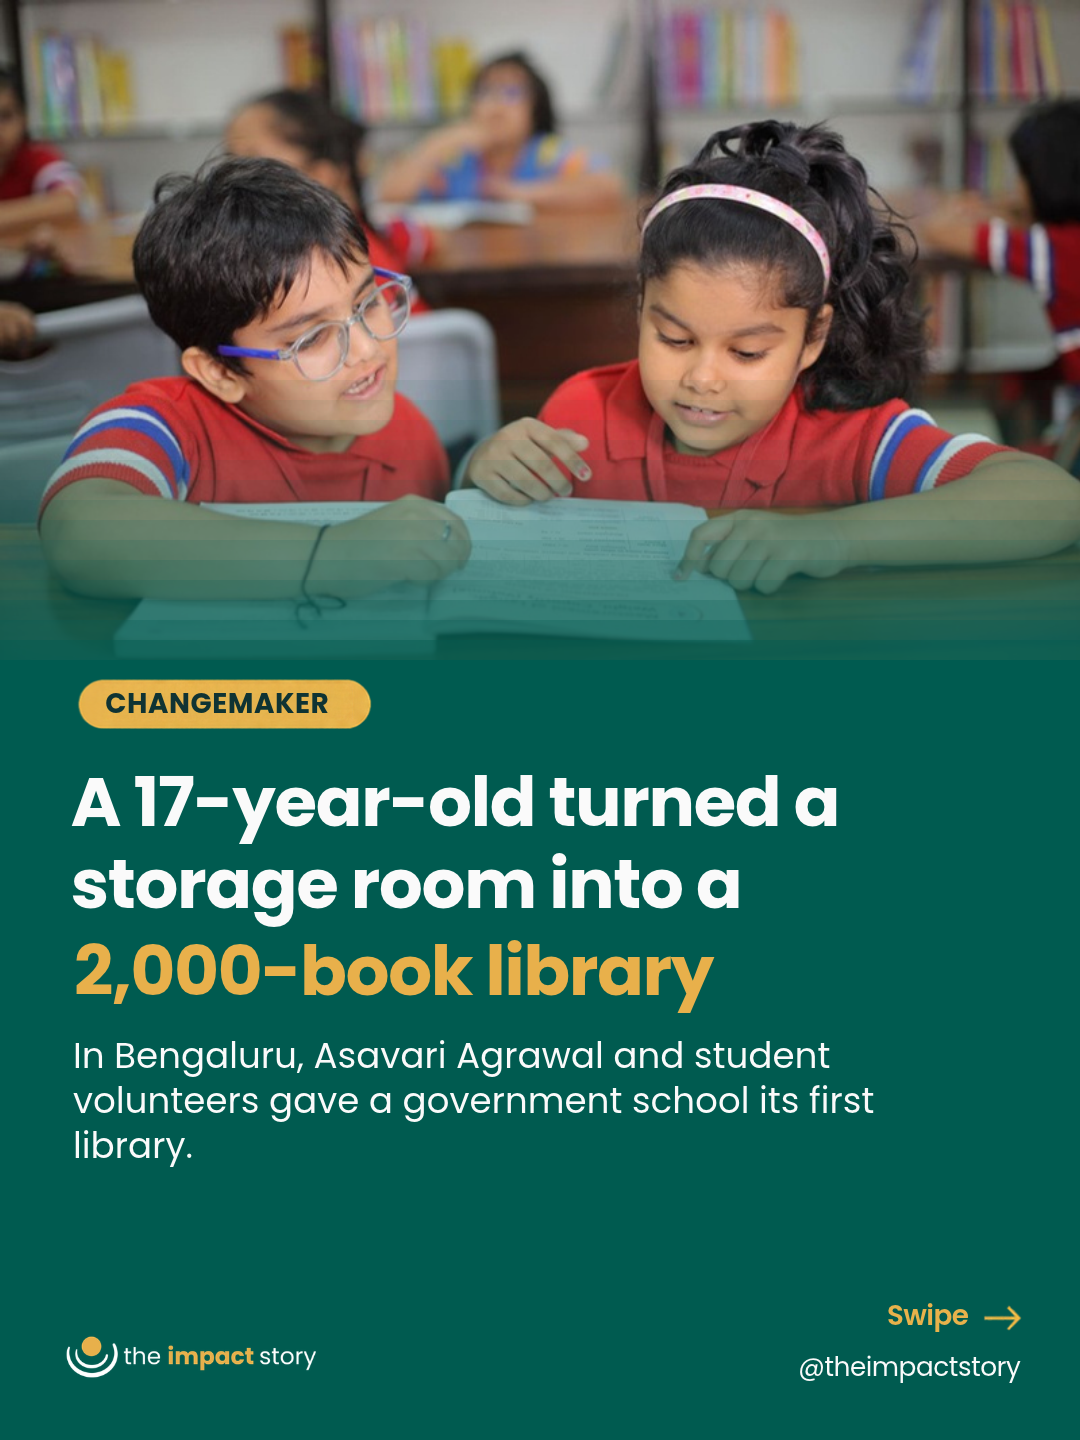 CHANGEMAKER
A 17-year-old turned a
storage room into a
2,000-book library
In Bengaluru, Asavari Agrawal and student
volunteers gave a government school its first
library.
Swipe →
the impact story
@theimpactstory